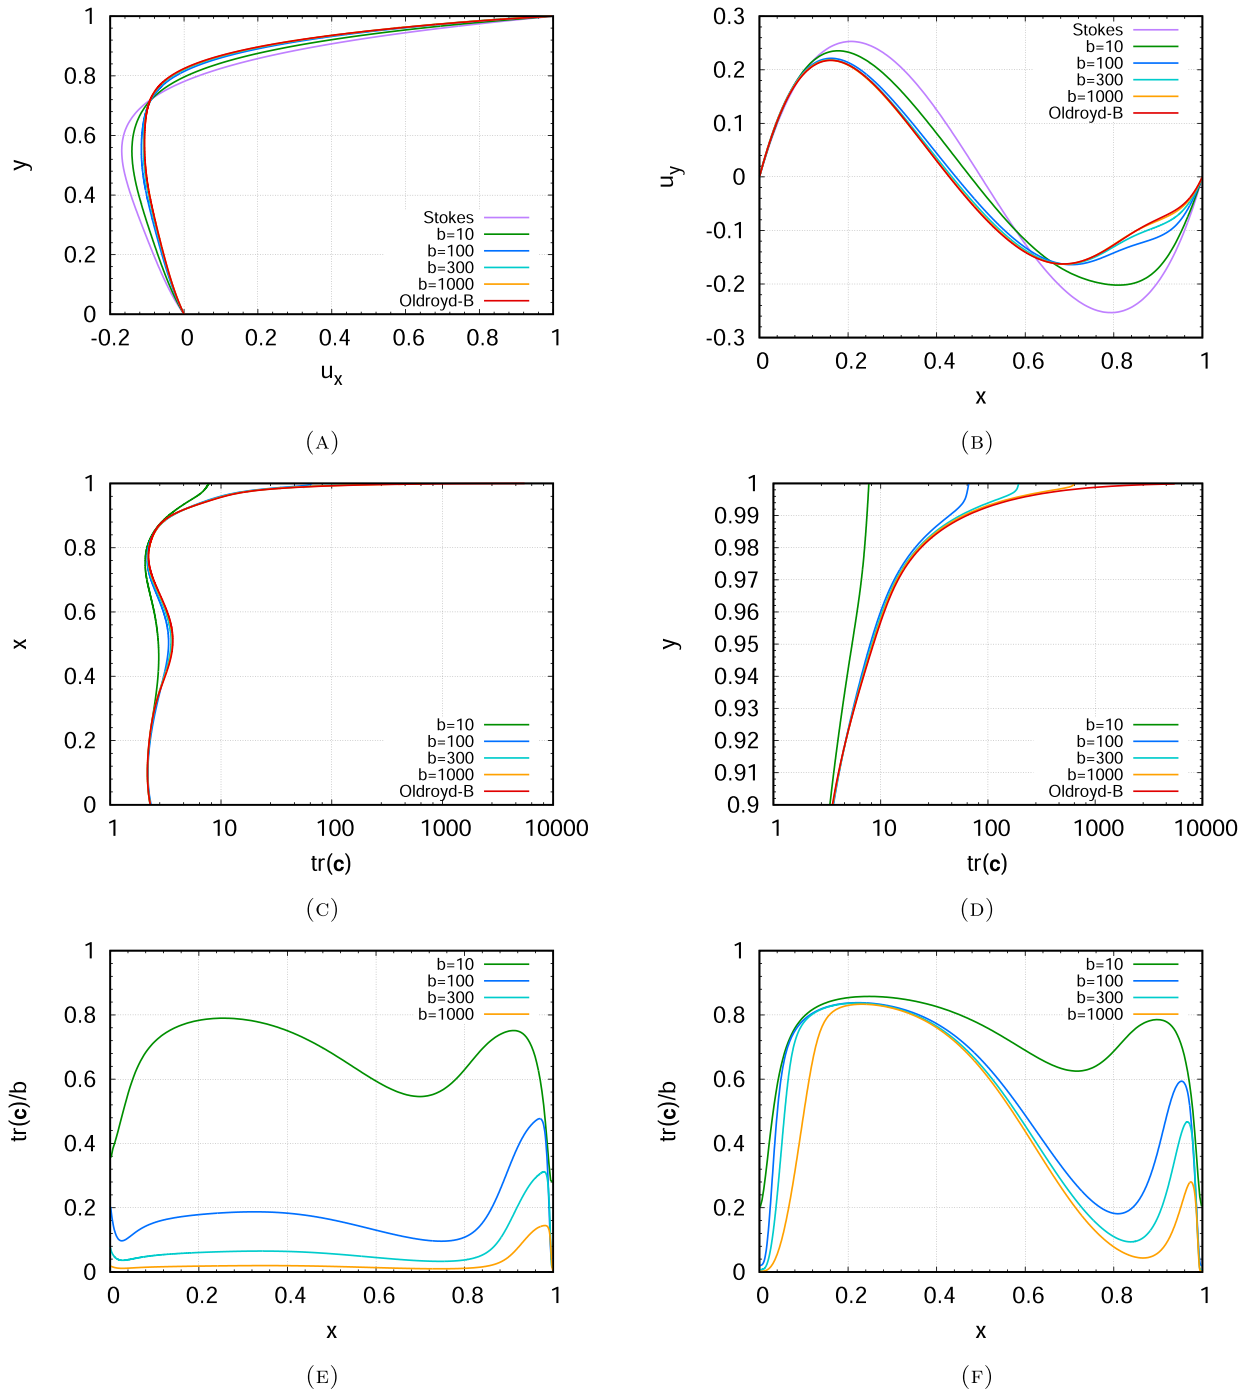 1
0.8
0.6
0.4
0.2
0
y
-0.2 0 0.2 0.4 0.6 0.8 1
u_x
Stokes
b=10
b=100
b=300
b=1000
Oldroyd-B
(A)
0.3
0.2
0.1
0
-0.1
-0.2
-0.3
u_y
0 0.2 0.4 0.6 0.8 1
x
Stokes
b=10
b=100
b=300
b=1000
Oldroyd-B
(B)
1
0.8
0.6
0.4
0.2
0
x
1 10 100 1000 10000
tr(c)
b=10
b=100
b=300
b=1000
Oldroyd-B
(C)
1
0.99
0.98
0.97
0.96
0.95
0.94
0.93
0.92
0.91
0.9
y
1 10 100 1000 10000
tr(c)
b=10
b=100
b=300
b=1000
Oldroyd-B
(D)
1
0.8
0.6
0.4
0.2
0
tr(c)/b
0 0.2 0.4 0.6 0.8 1
x
b=10
b=100
b=300
b=1000
(E)
1
0.8
0.6
0.4
0.2
0
tr(c)/b
0 0.2 0.4 0.6 0.8 1
x
b=10
b=100
b=300
b=1000
(F)